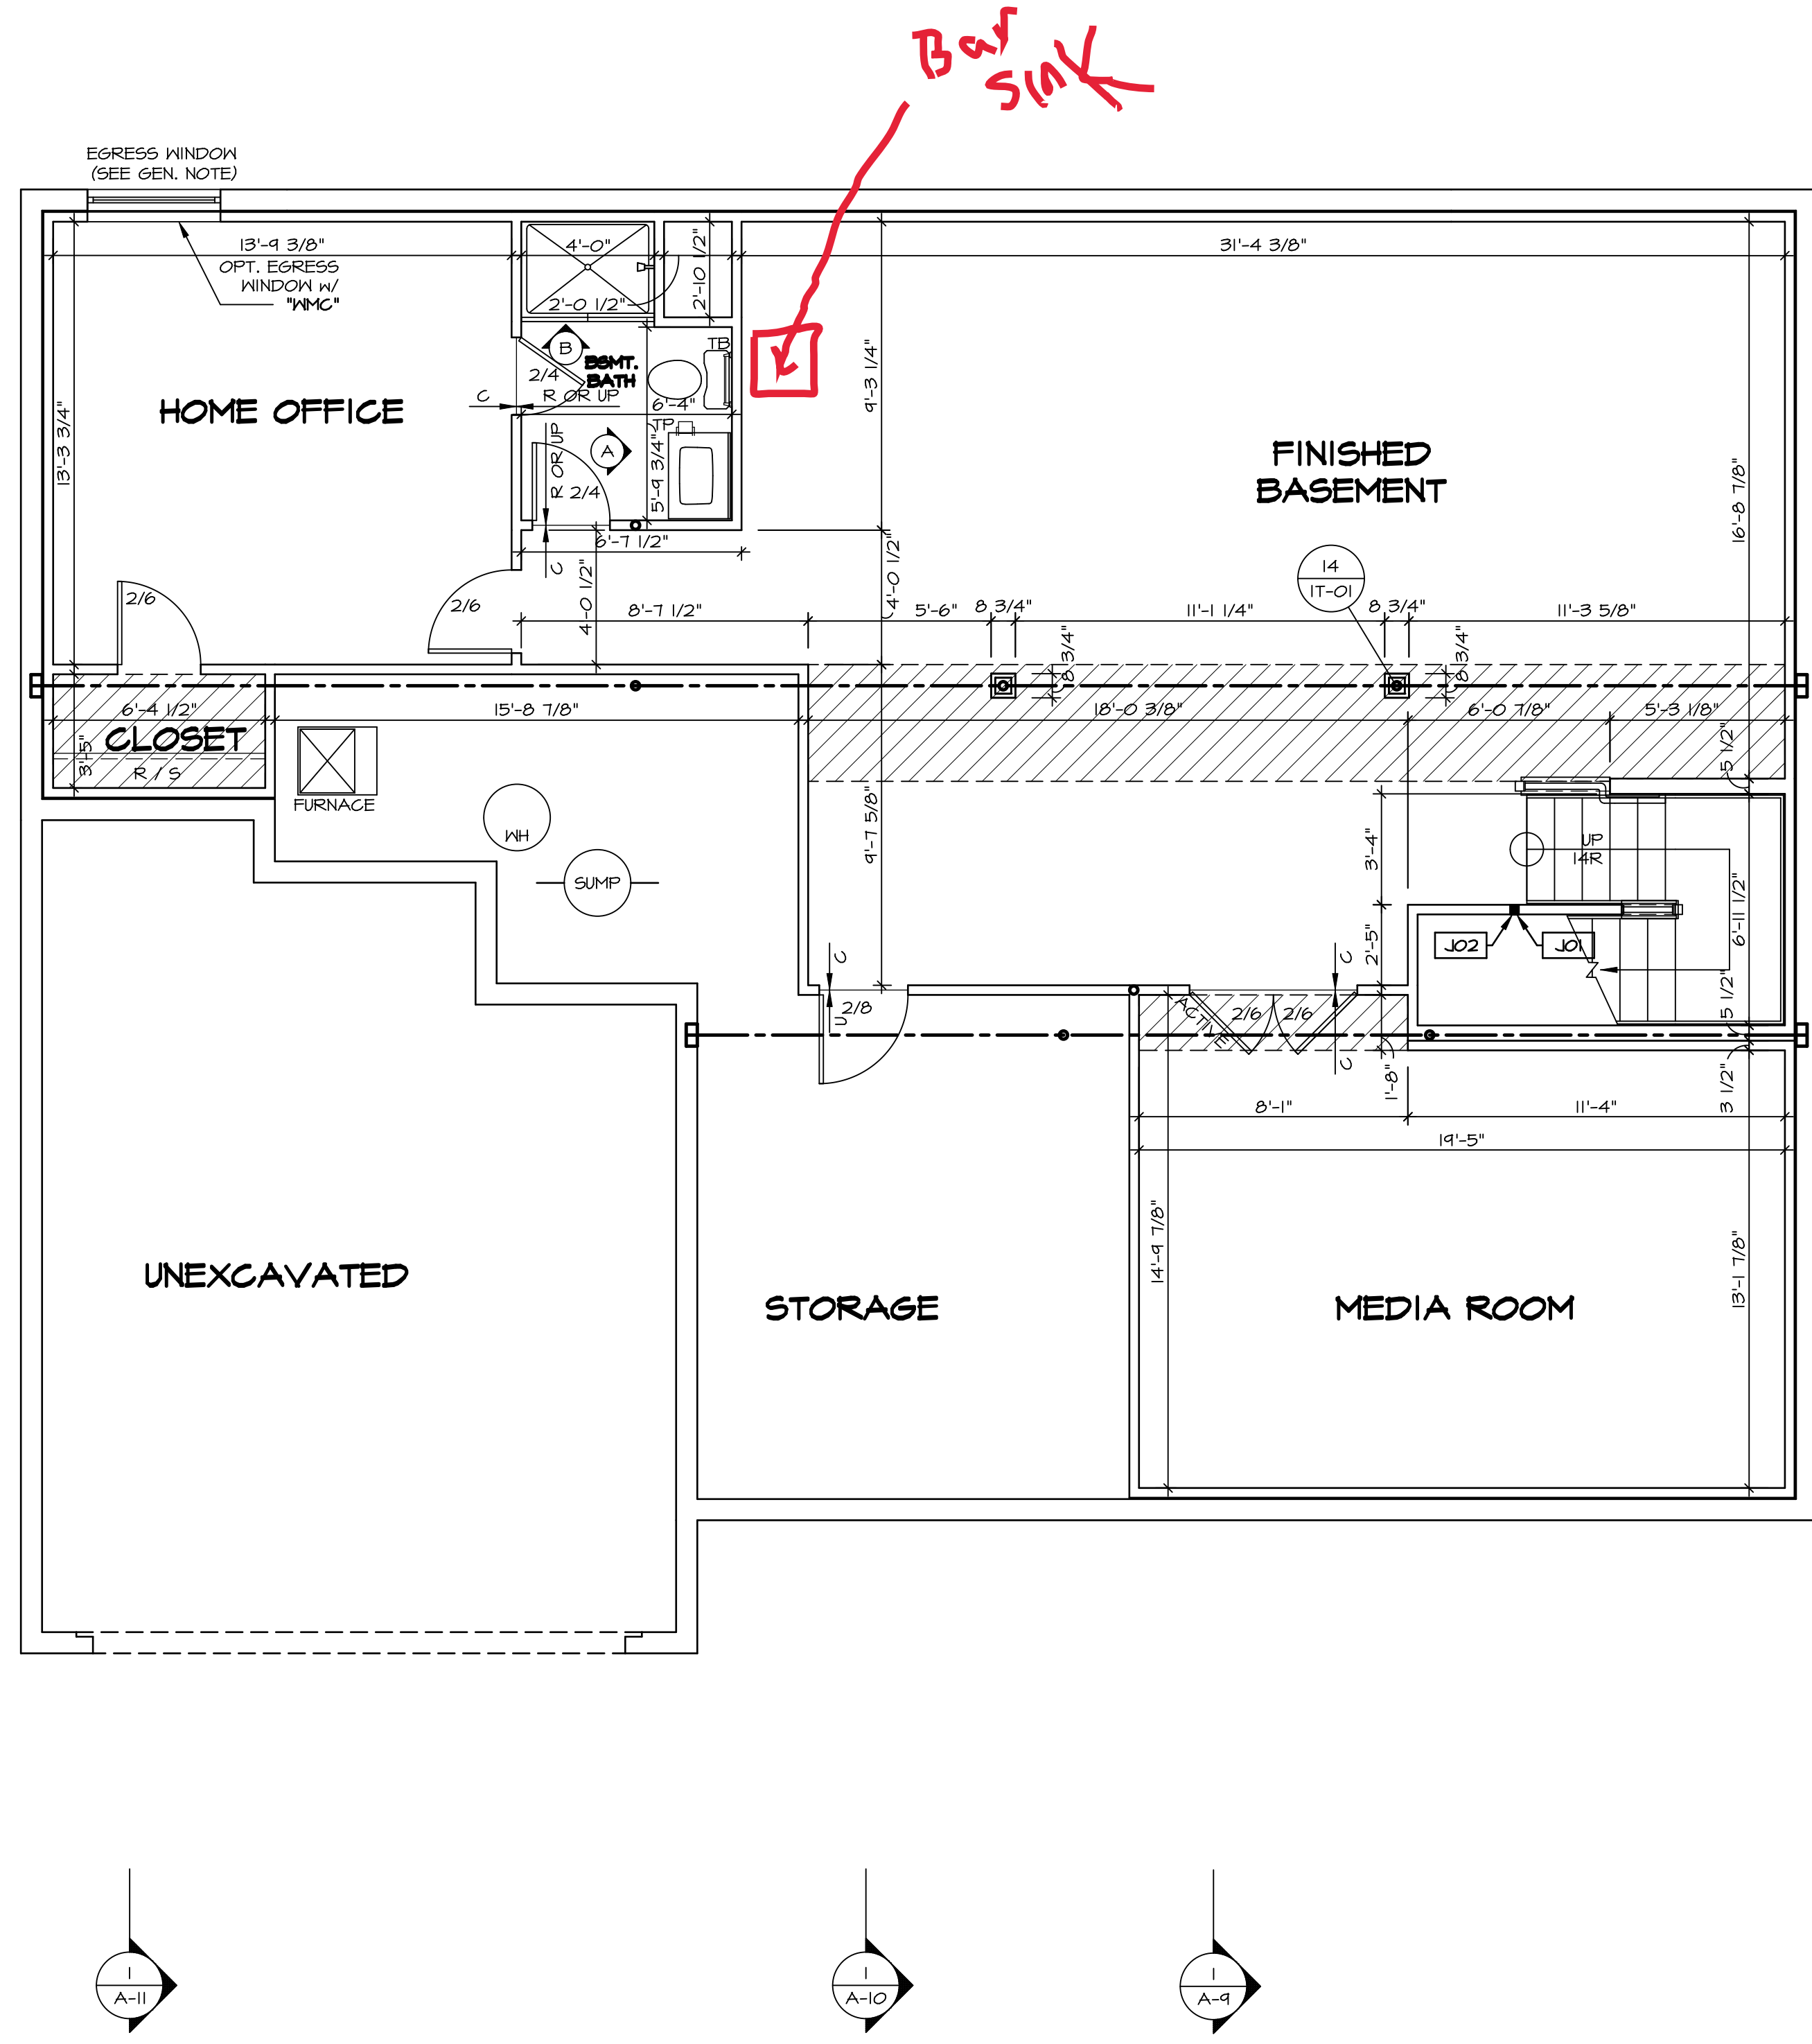 Bar
Sink
EGRESS WINDOW
(SEE GEN. NOTE)
13'-9 3/8"
4'-0"
2'-10 1/2"
31'-4 3/8"
OPT. EGRESS
WINDOW W/
"WMC"
2'-0 1/2"
B
BSMT.
BATH
TB
2/4
C
R OR UP
6'-4"
TP
HOME OFFICE
13'-3 3/4"
9'-3 1/4"
FINISHED
BASEMENT
16'-8 7/8"
R OR UP
A
2/4
5'-9 3/4"
6'-7 1/2"
C
4'-0 1/2"
4'-0 1/2"
14
1T-01
2/6
2/6
8'-7 1/2"
5'-6"
8 3/4"
11'-1 1/4"
8 3/4"
11'-3 5/8"
8 3/4"
8 3/4"
6'-4 1/2"
15'-8 7/8"
18'-0 3/8"
6'-0 7/8"
5'-3 1/8"
CLOSET
3'-5"
R / S
5 1/2"
FURNACE
WH
SUMP
9'-7 5/8"
3'-4"
UP
14R
2'-5"
J02
J01
6'-11 1/2"
C
C
U
2/8
ACTIVE
2/6
2/6
5 1/2"
C
1'-8"
3 1/2"
8'-1"
11'-4"
19'-5"
14'-9 7/8"
13'-1 7/8"
UNEXCAVATED
STORAGE
MEDIA ROOM
1
A-11
1
A-10
1
A-9